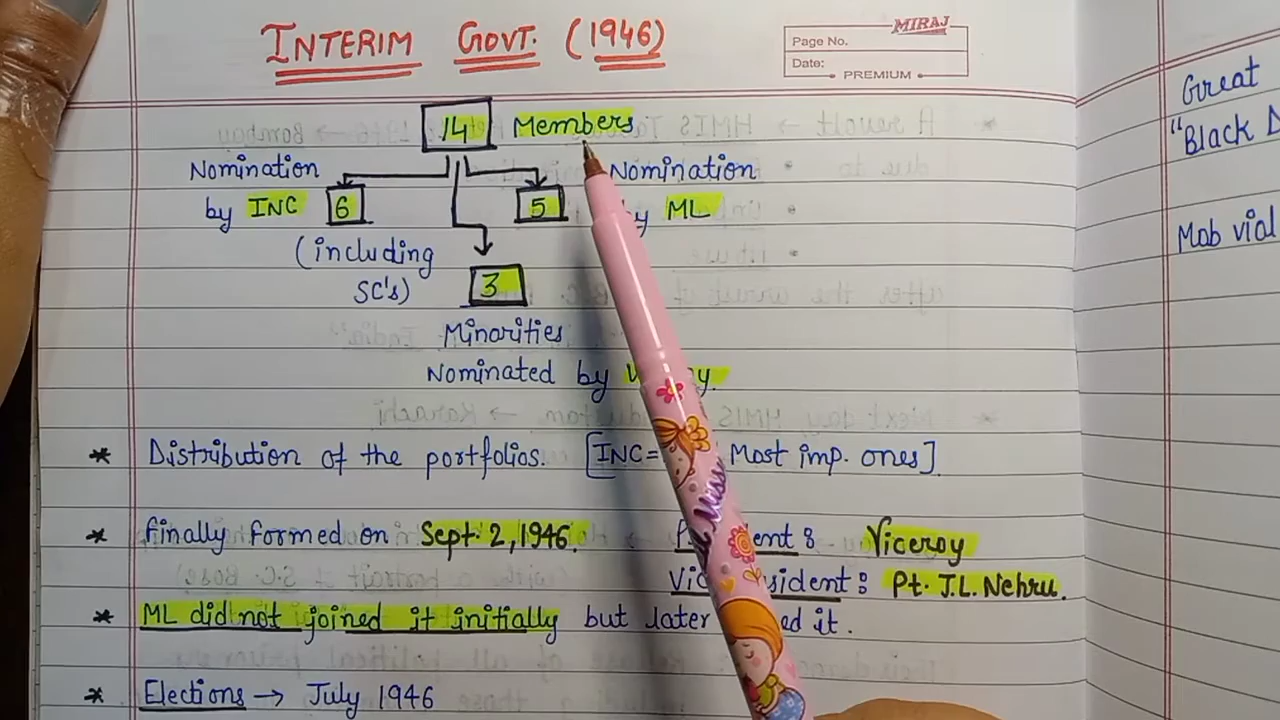 INTERIM GOVT. (1946)
MIRAJ
Page No.
Date:
PREMIUM
14 Members
Nomination by INC 6
(including SC's)
5 Nomination
by ML
3
Minorities
Nominated by
* Distribution of the portfolios. [INC= Most imp. ones]
* Finally formed on Sept. 2, 1946. Viceroy
Pt. J.L. Nehru.
* ML did not joined it initially but later it.
* Elections → July 1946
Great
"Black
Mob